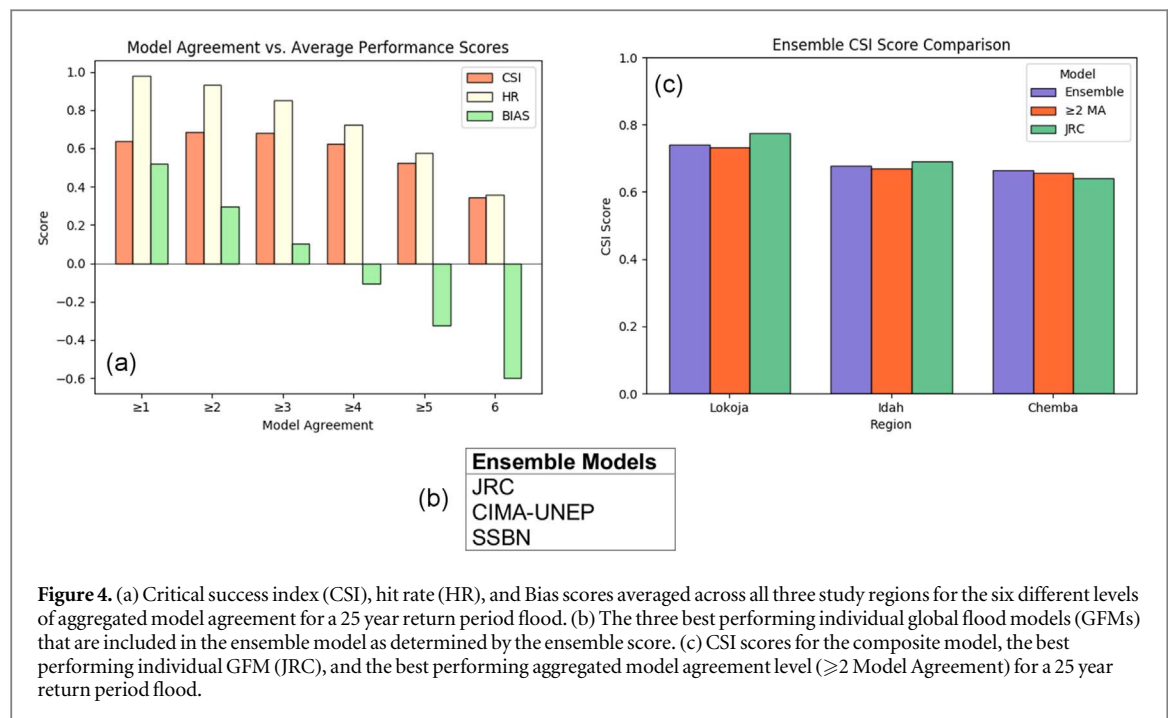 Model Agreement vs. Average Performance Scores
CSI
HR
BIAS
1.0
0.8
0.6
0.4
0.2
0.0
−0.2
−0.4
−0.6
Score
(a)
≥1 ≥2 ≥3 ≥4 ≥5 6
Model Agreement
Ensemble CSI Score Comparison
(c)
Model
Ensemble
≥2 MA
JRC
1.0
0.8
0.6
0.4
0.2
0.0
CSI Score
Lokoja Idah Chemba
Region
(b)
Ensemble Models
JRC
CIMA-UNEP
SSBN
Figure 4. (a) Critical success index (CSI), hit rate (HR), and Bias scores averaged across all three study regions for the six different levels
of aggregated model agreement for a 25 year return period flood. (b) The three best performing individual global flood models (GFMs)
that are included in the ensemble model as determined by the ensemble score. (c) CSI scores for the composite model, the best
performing individual GFM (JRC), and the best performing aggregated model agreement level (⩾2 Model Agreement) for a 25 year
return period flood.